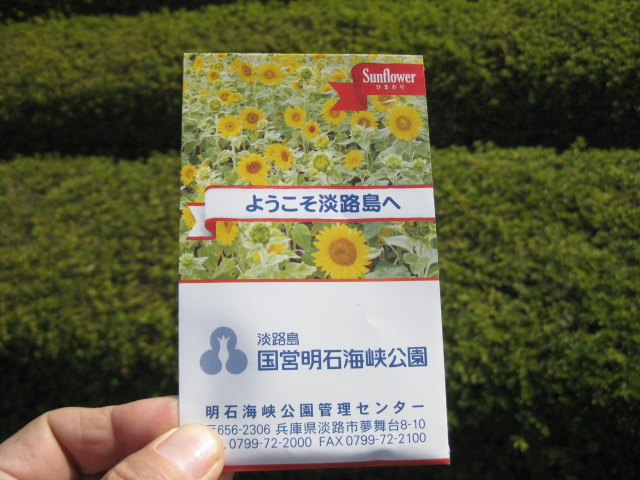 Sunflower
ひまわり
ようこそ淡路島へ
淡路島
国営明石海峡公園
明石海峡公園管理センター
〒656-2306 兵庫県淡路市夢舞台8-10
0799-72-2000 FAX0799-72-2100